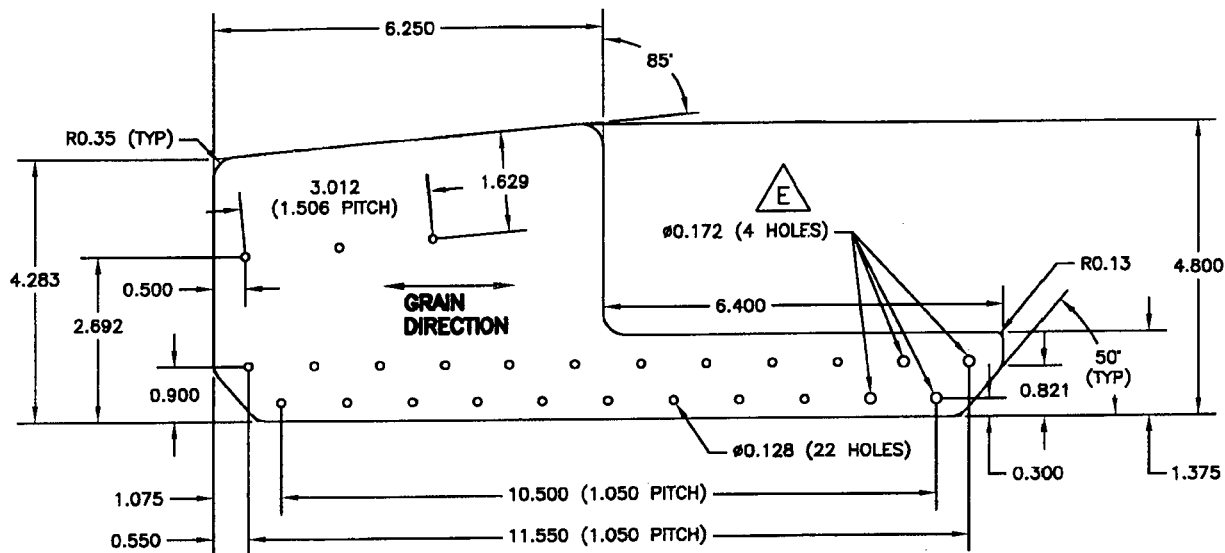 6.250
85°
R0.35 (TYP)
3.012
(1.506 PITCH)
1.629
E
ø0.172 (4 HOLES)
R0.13
4.283
4.800
0.500
6.400
GRAIN
DIRECTION
2.692
50°
(TYP)
0.900
0.821
ø0.128 (22 HOLES)
0.300
1.375
1.075
10.500 (1.050 PITCH)
0.550
11.550 (1.050 PITCH)